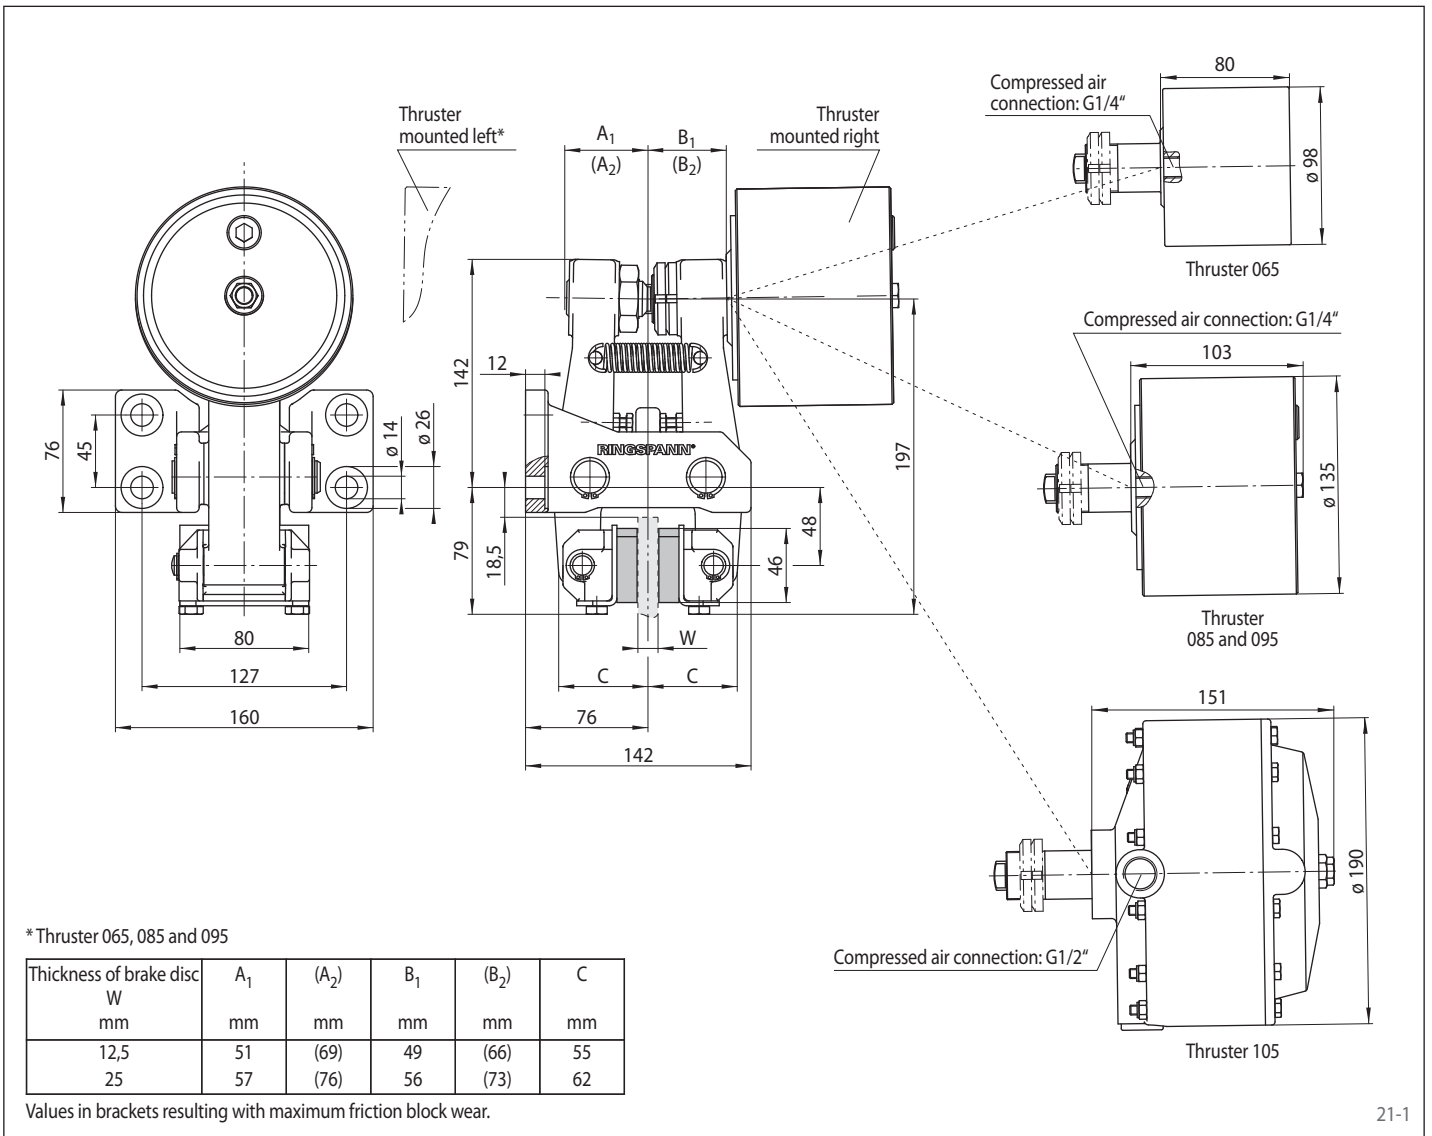 Thruster
mounted left*
A1
(A2)
B1
(B2)
Thruster
mounted right
Compressed air
connection: G1/4“
80
ø 98
Thruster 065
Compressed air connection: G1/4“
103
ø 135
Thruster
085 and 095
151
ø 190
Compressed air connection: G1/2“
Thruster 105
76
45
ø 14
ø 26
80
127
160
142
12
RINGSPANN®
197
79
18,5
48
46
W
C
C
76
142
* Thruster 065, 085 and 095
Thickness of brake disc A1 (A2) B1 (B2) C
W
mm mm mm mm mm mm
12,5 51 (69) 49 (66) 55
25 57 (76) 56 (73) 62
Values in brackets resulting with maximum friction block wear.
21-1